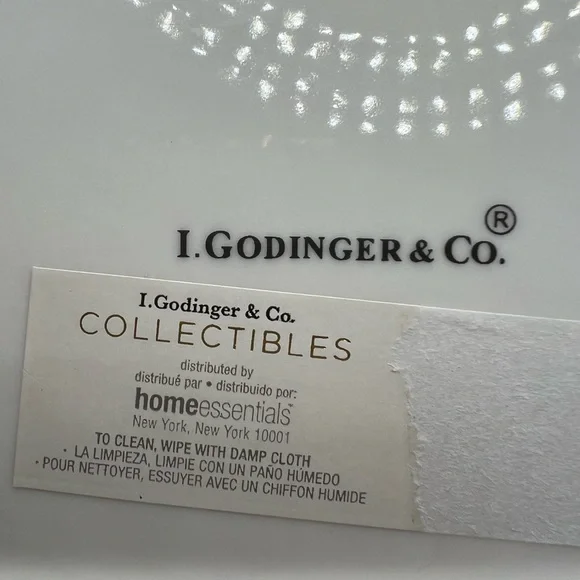 I. GODINGER & CO.®
I.Godinger & Co.
COLLECTIBLES
distributed by
distribué par • distribuido por:
homeessentials™
New York, New York 10001
TO CLEAN, WIPE WITH DAMP CLOTH
· LA LIMPIEZA, LIMPIE CON UN PAÑO HÚMEDO
· POUR NETTOYER, ESSUYER AVEC UN CHIFFON HUMIDE